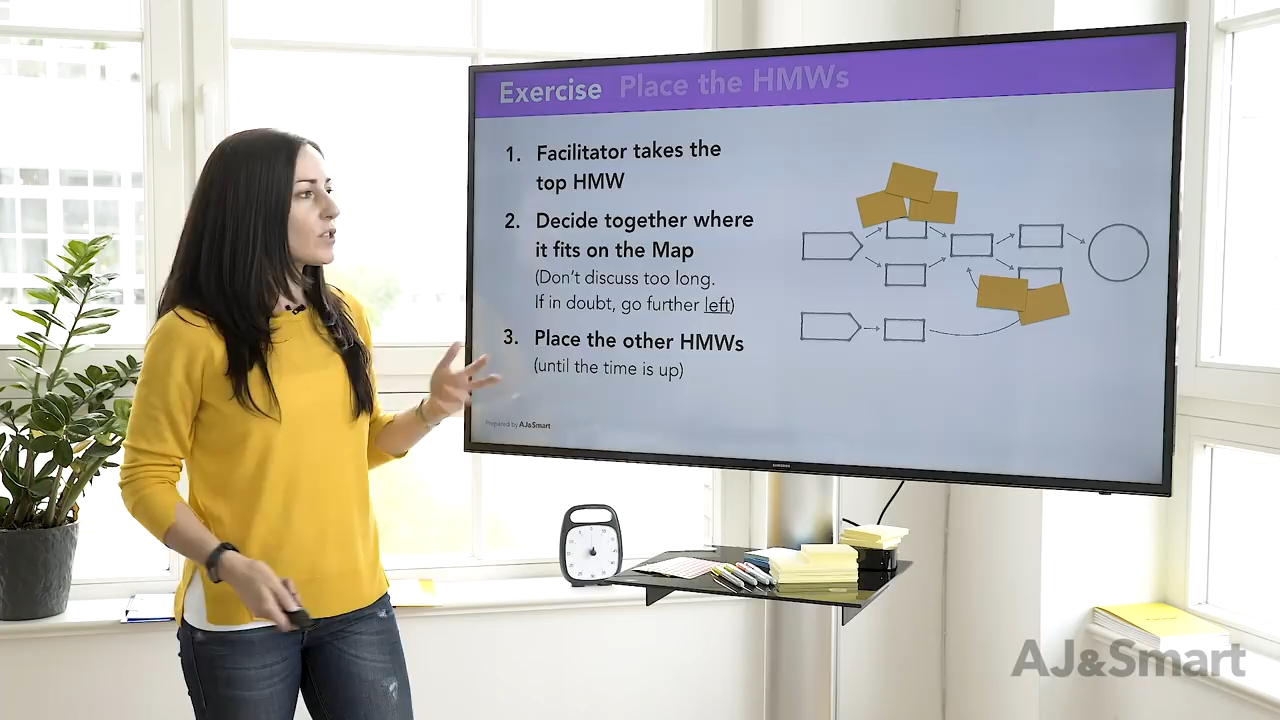 Exercise Place the HMWs
1. Facilitator takes the
top HMW
2. Decide together where
it fits on the Map
(Don't discuss too long.
If in doubt, go further left)
3. Place the other HMWs
(until the time is up)
Prepared by AJ&Smart
SAMSUNG
AJ&Smart